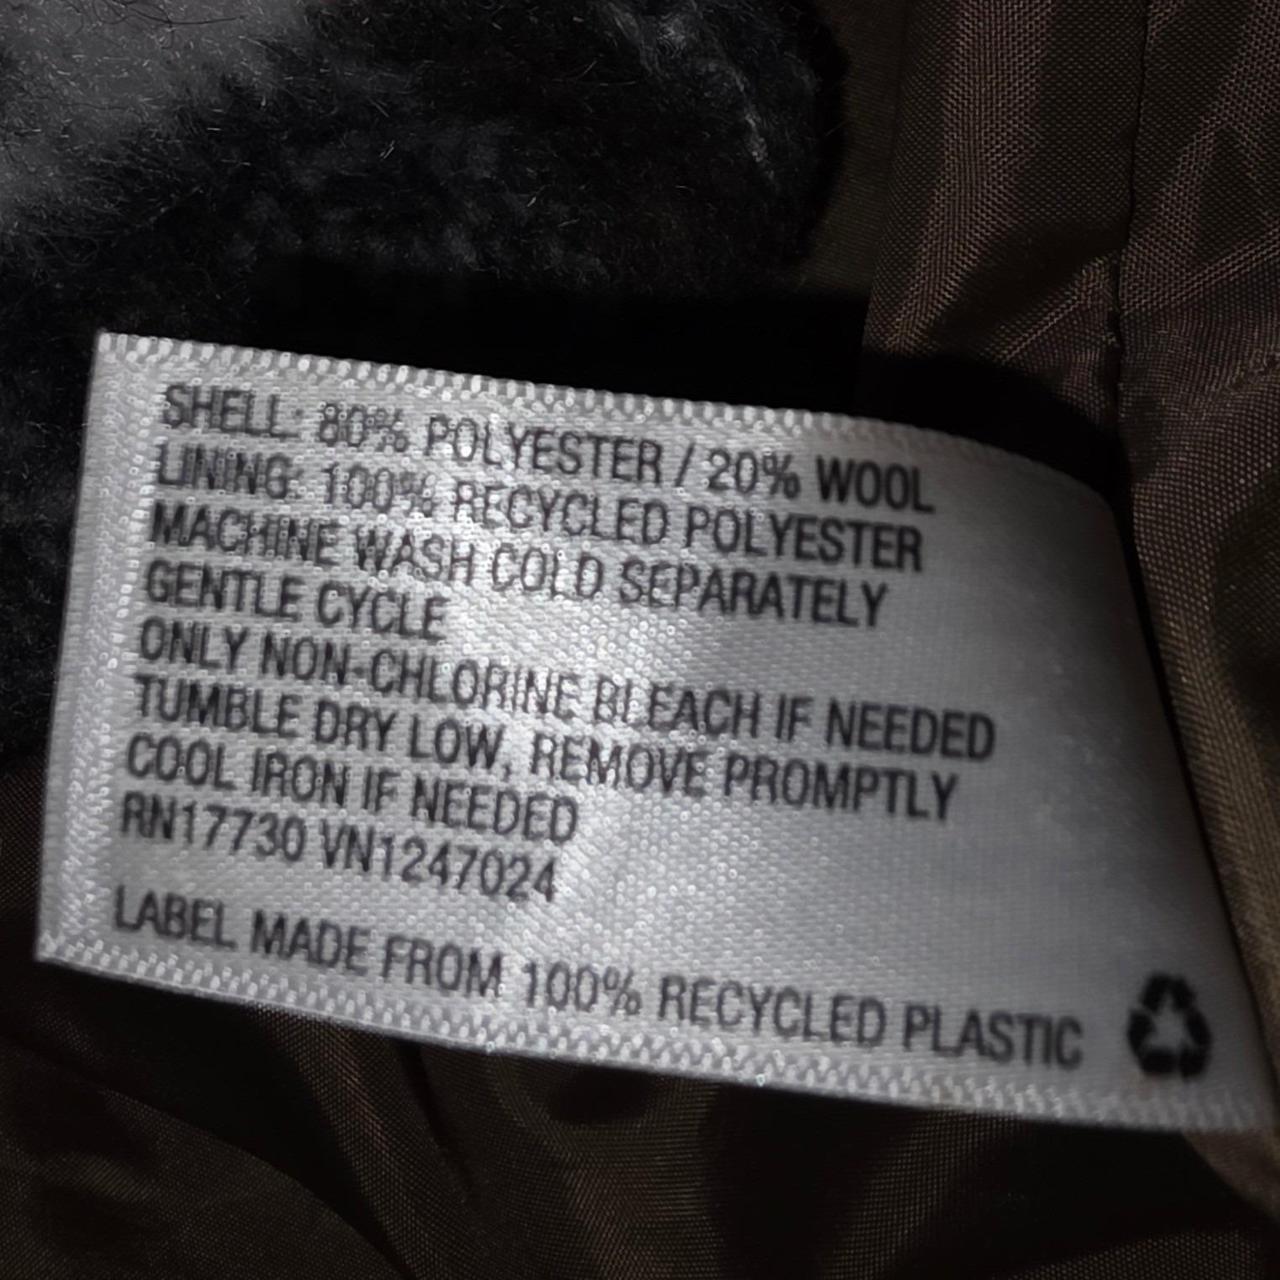 SHELL: 80% POLYESTER / 20% WOOL
LINING: 100% RECYCLED POLYESTER
MACHINE WASH COLD SEPARATELY
GENTLE CYCLE
ONLY NON-CHLORINE BLEACH IF NEEDED
TUMBLE DRY LOW, REMOVE PROMPTLY
COOL IRON IF NEEDED
RN17730 VN1247024
LABEL MADE FROM 100% RECYCLED PLASTIC